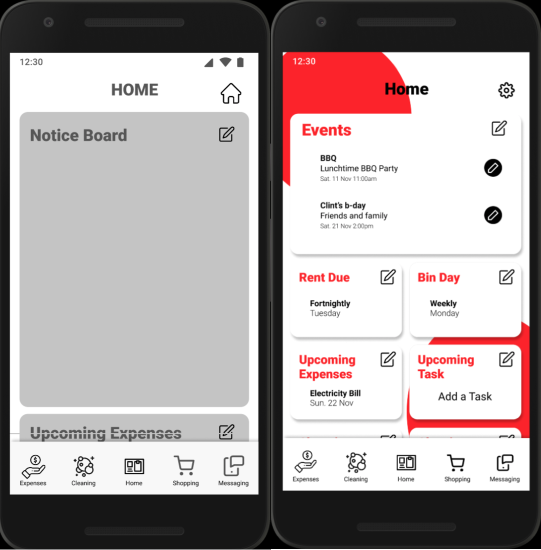 12:30
HOME
Notice Board
Upcoming Expenses
Expenses
Cleaning
Home
Shopping
Messaging
12:30
Home
Events
BBQ
Lunchtime BBQ Party
Sat. 11 Nov 11:00am
Clint's b-day
Friends and family
Sat. 21 Nov 2:00pm
Rent Due
Fortnightly
Tuesday
Bin Day
Weekly
Monday
Upcoming
Expenses
Electricity Bill
Sun. 22 Nov
Upcoming
Task
Add a Task
Expenses
Cleaning
Home
Shopping
Messaging